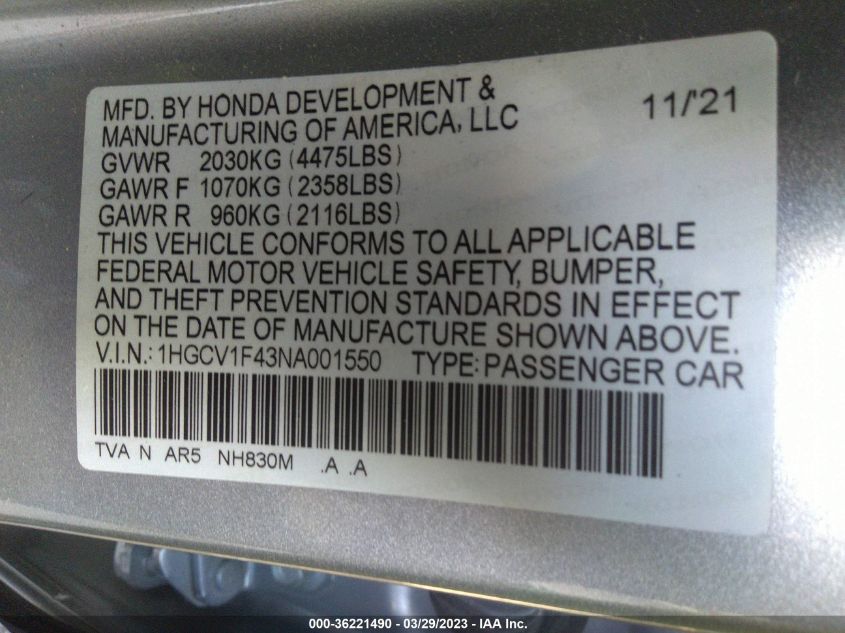 MFD. BY HONDA DEVELOPMENT &
MANUFACTURING OF AMERICA, LLC 11/'21
GVWR 2030KG (4475LBS)
GAWR F 1070KG (2358LBS)
GAWR R 960KG (2116LBS)
THIS VEHICLE CONFORMS TO ALL APPLICABLE
FEDERAL MOTOR VEHICLE SAFETY, BUMPER,
AND THEFT PREVENTION STANDARDS IN EFFECT
ON THE DATE OF MANUFACTURE SHOWN ABOVE.
V.I.N.: 1HGCV1F43NA001550 TYPE: PASSENGER CAR
TVA N AR5 NH830M .A .A
000-36221490 - 03/29/2023 - IAA Inc.